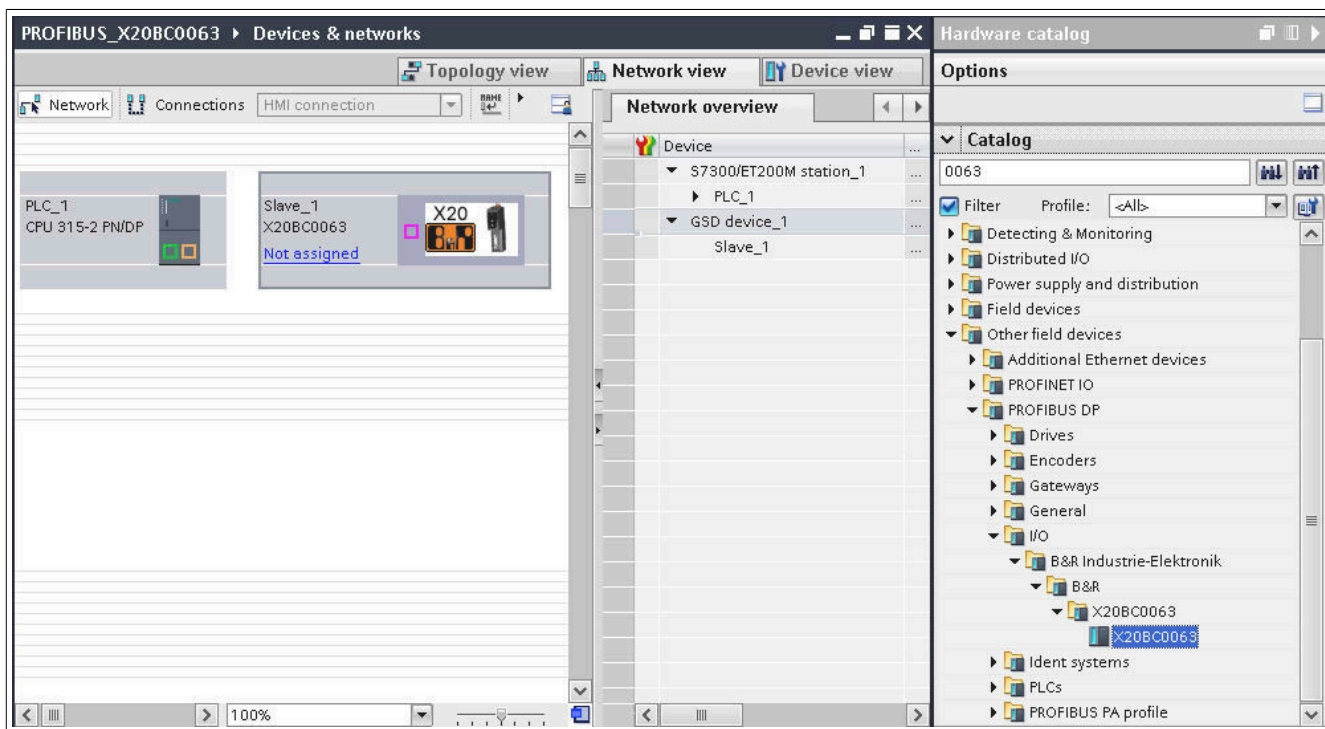 PROFIBUS_X20BC0063 ▸ Devices & networks
Topology view
Network view
Device view
Network
Connections
HMI connection
PLC_1
CPU 315-2 PN/DP
Slave_1
X20BC0063
Not assigned
X20
B&R
100%
Network overview
Device
...
S7300/ET200M station_1
...
PLC_1
...
GSD device_1
...
Slave_1
...
Hardware catalog
Options
Catalog
0063
Filter
Profile:
<All>
Detecting & Monitoring
Distributed I/O
Power supply and distribution
Field devices
Other field devices
Additional Ethernet devices
PROFINET IO
PROFIBUS DP
Drives
Encoders
Gateways
General
I/O
B&R Industrie-Elektronik
B&R
X20BC0063
X20BC0063
Ident systems
PLCs
PROFIBUS PA profile